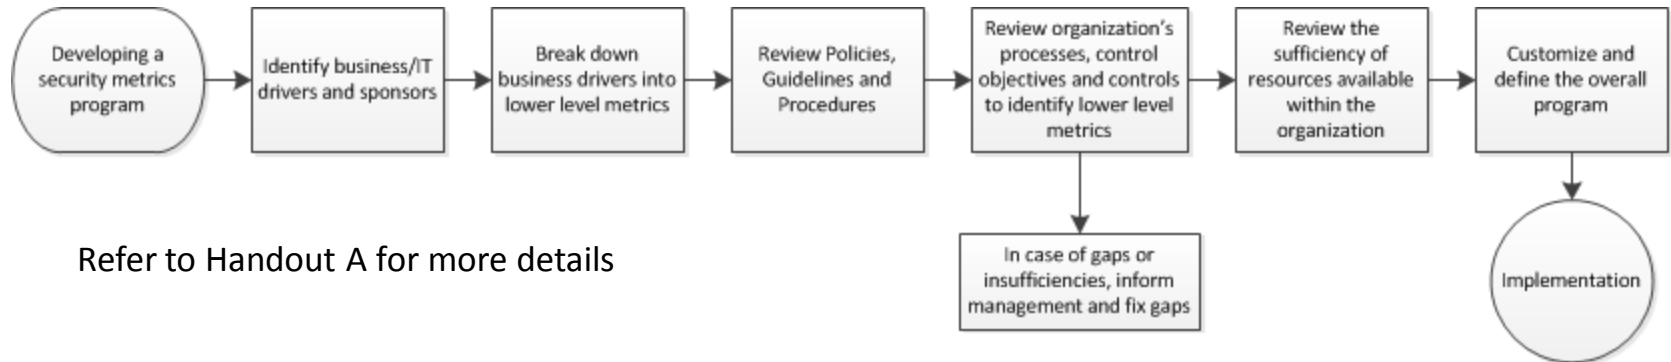 Developing a
security metrics
program
Identify business/IT
drivers and sponsors
Break down
business drivers into
lower level metrics
Review Policies,
Guidelines and
Procedures
Review organization's
processes, control
objectives and controls
to identify lower level
metrics
Review the
sufficiency of
resources available
within the
organization
Customize and
define the overall
program
In case of gaps or
insufficiencies, inform
management and fix gaps
Implementation
Refer to Handout A for more details